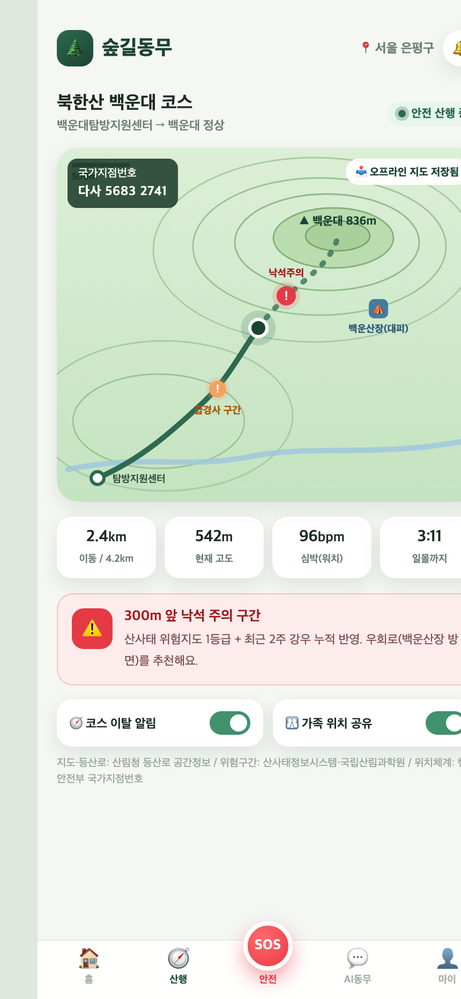 숲길동무
서울 은평구
북한산 백운대 코스
백운대탐방지원센터 → 백운대 정상
안전 산행
국가지점번호
500m
다사 5683 2741
오프라인 지도 저장됨
▲ 백운대 836m
낙석주의
!
백운산장(대피)
!
급경사 구간
탐방지원센터
2.4km
이동 / 4.2km
542m
현재 고도
96bpm
심박(워치)
3:11
일몰까지
300m 앞 낙석 주의 구간
산사태 위험지도 1등급 + 최근 2주 강우 누적 반영. 우회로(백운산장 방
면)를 추천해요.
코스 이탈 알림
가족 위치 공유
지도·등산로: 산림청 등산로 공간정보 / 위험구간: 산사태정보시스템·국립산림과학원 / 위치체계:
안전부 국가지점번호
홈
산행
SOS
안전
AI동무
마이